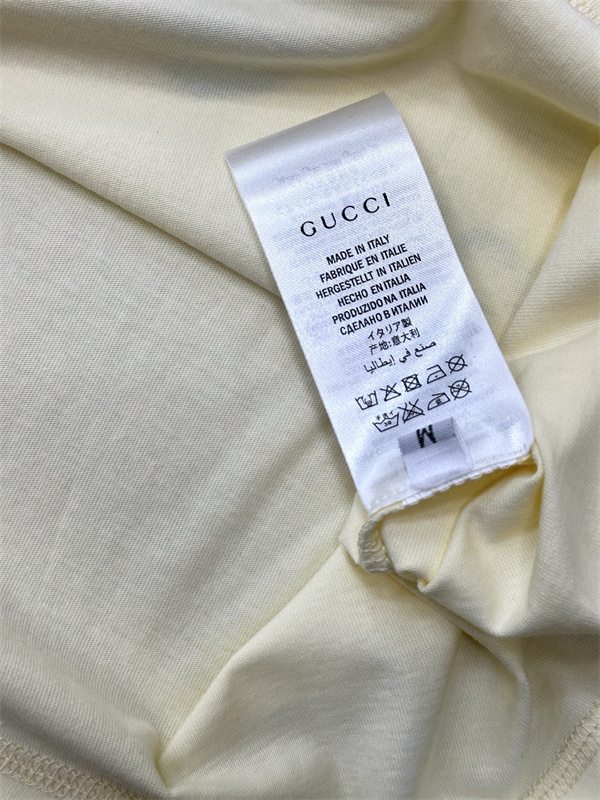 GUCCI
MADE IN ITALY
FABRIQUE EN ITALIE
HERGESTELLT IN ITALIEN
HECHO EN ITALIA
PRODUZIDO NA ITALIA
СДЕЛАНО В ИТАЛИИ
イタリア製
产地:意大利
صنع في إيطاليا
M